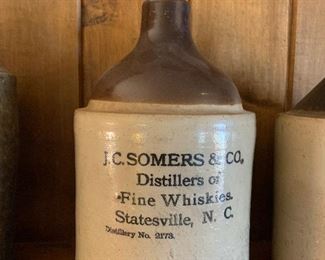 J.C. SOMERS & CO,
Distillers of
Fine Whiskies.
Statesville, N. C.
Distillery No. 2173.